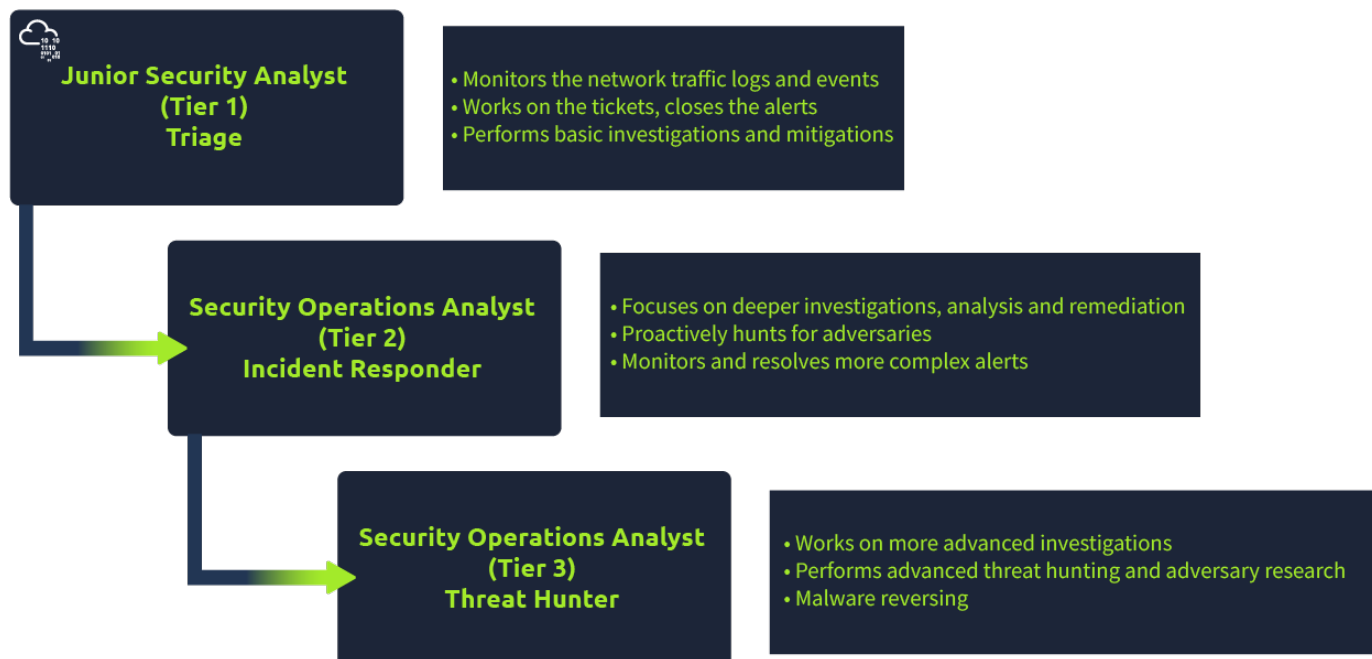 Junior Security Analyst
(Tier 1)
Triage
• Monitors the network traffic logs and events
• Works on the tickets, closes the alerts
• Performs basic investigations and mitigations
Security Operations Analyst
(Tier 2)
Incident Responder
• Focuses on deeper investigations, analysis and remediation
• Proactively hunts for adversaries
• Monitors and resolves more complex alerts
Security Operations Analyst
(Tier 3)
Threat Hunter
• Works on more advanced investigations
• Performs advanced threat hunting and adversary research
• Malware reversing